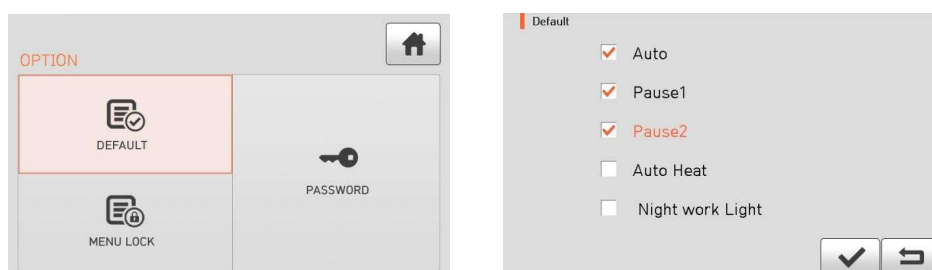 OPTION
DEFAULT
MENU LOCK
PASSWORD
Default
Auto
Pause1
Pause2
Auto Heat
Night work Light